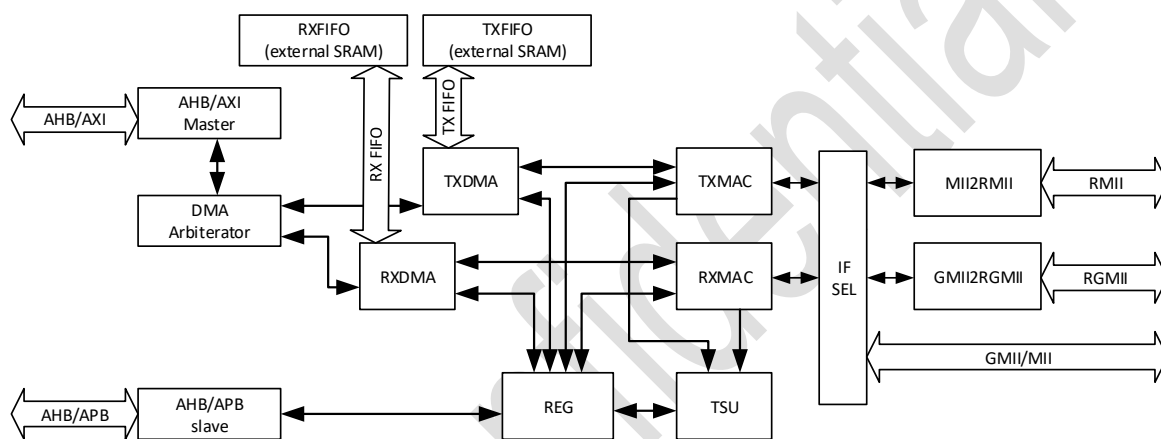 RXFIFO
(external SRAM)
TXFIFO
(external SRAM)
AHB/AXI
AHB/AXI
Master
RX FIFO
TX FIFO
TXDMA
TXMAC
MII2RMII
RMII
DMA
Arbiterator
RXDMA
RXMAC
IF
SEL
GMII2RGMII
RGMII
GMII/MII
AHB/APB
AHB/APB
slave
REG
TSU
nfidential